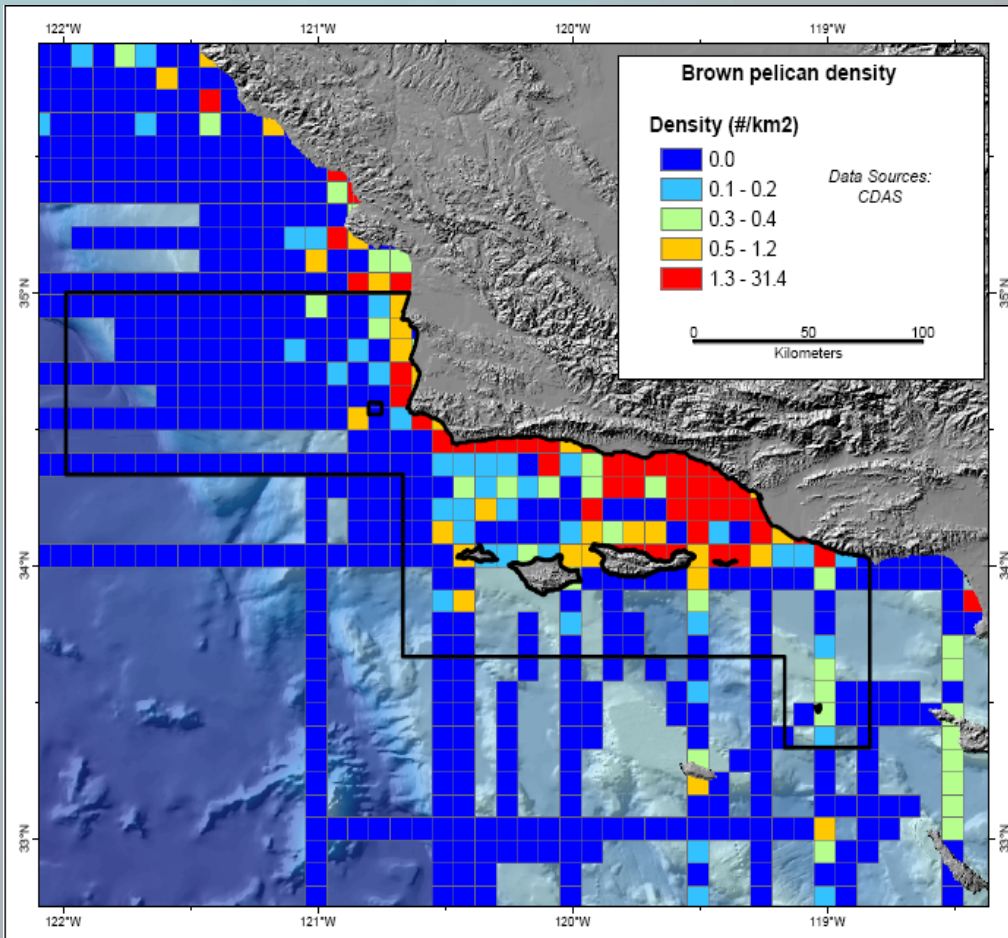 122°W 121°W 120°W 119°W
Brown pelican density
Density (#/km2)
0.0
0.1 - 0.2
0.3 - 0.4
0.5 - 1.2
1.3 - 31.4
Data Sources:
CDAS
0 50 100
Kilometers
35°N 35°N
34°N 34°N
33°N 33°N
122°W 121°W 120°W 119°W